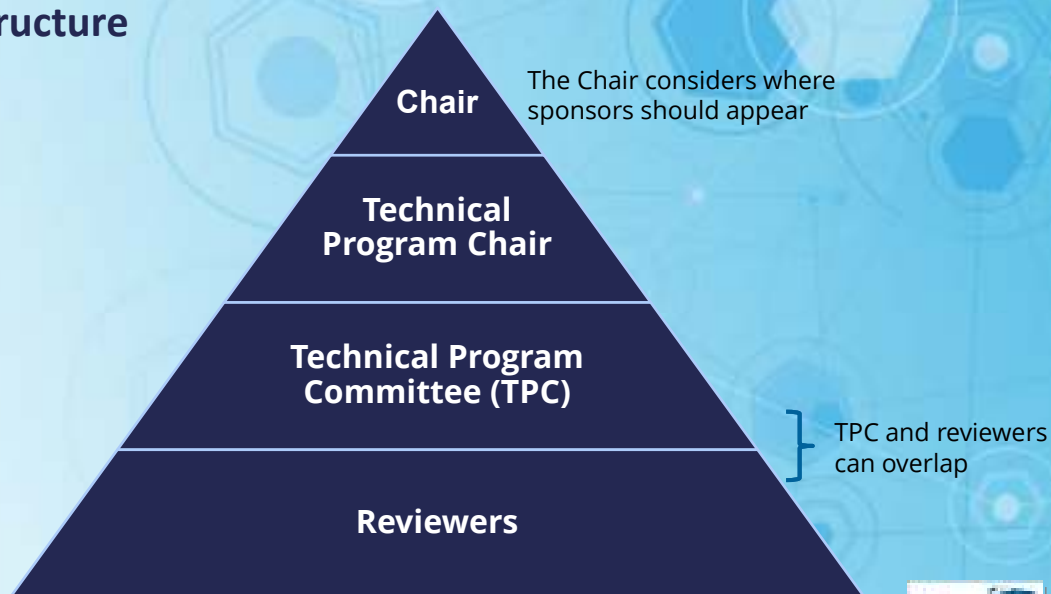 ructure
Chair
The Chair considers where
sponsors should appear
Technical
Program Chair
Technical Program
Committee (TPC)
TPC and reviewers
can overlap
Reviewers